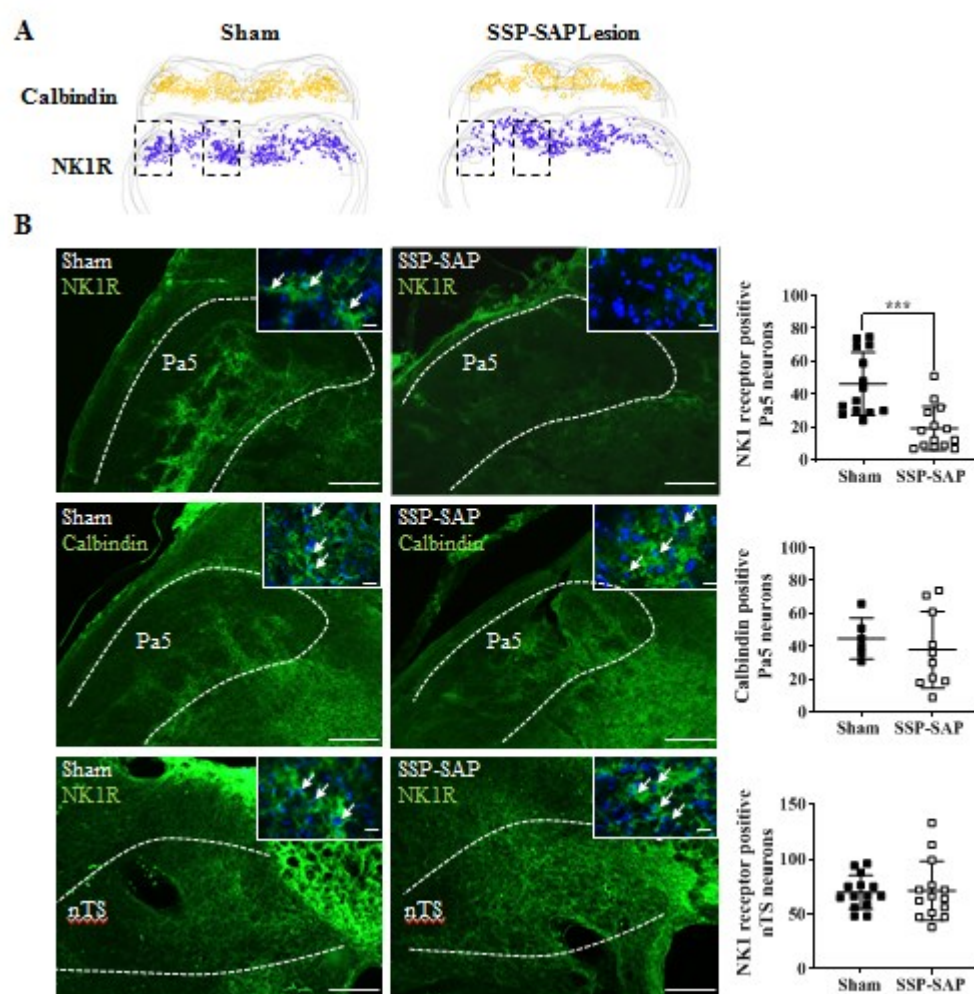 A
Sham
SSP-SAP Lesion
Calbindin
NK1R
B
Sham
NK1R
Pa5
SSP-SAP
NK1R
Pa5
NK1 receptor positive
Pa5 neurons
100
80
60
40
20
0
***
Sham
SSP-SAP
Sham
Calbindin
Pa5
SSP-SAP
Calbindin
Pa5
Calbindin positive
Pa5 neurons
100
80
60
40
20
0
Sham
SSP-SAP
Sham
NK1R
nTS
SSP-SAP
NK1R
nTS
NK1 receptor positive
nTS neurons
150
100
50
0
Sham
SSP-SAP